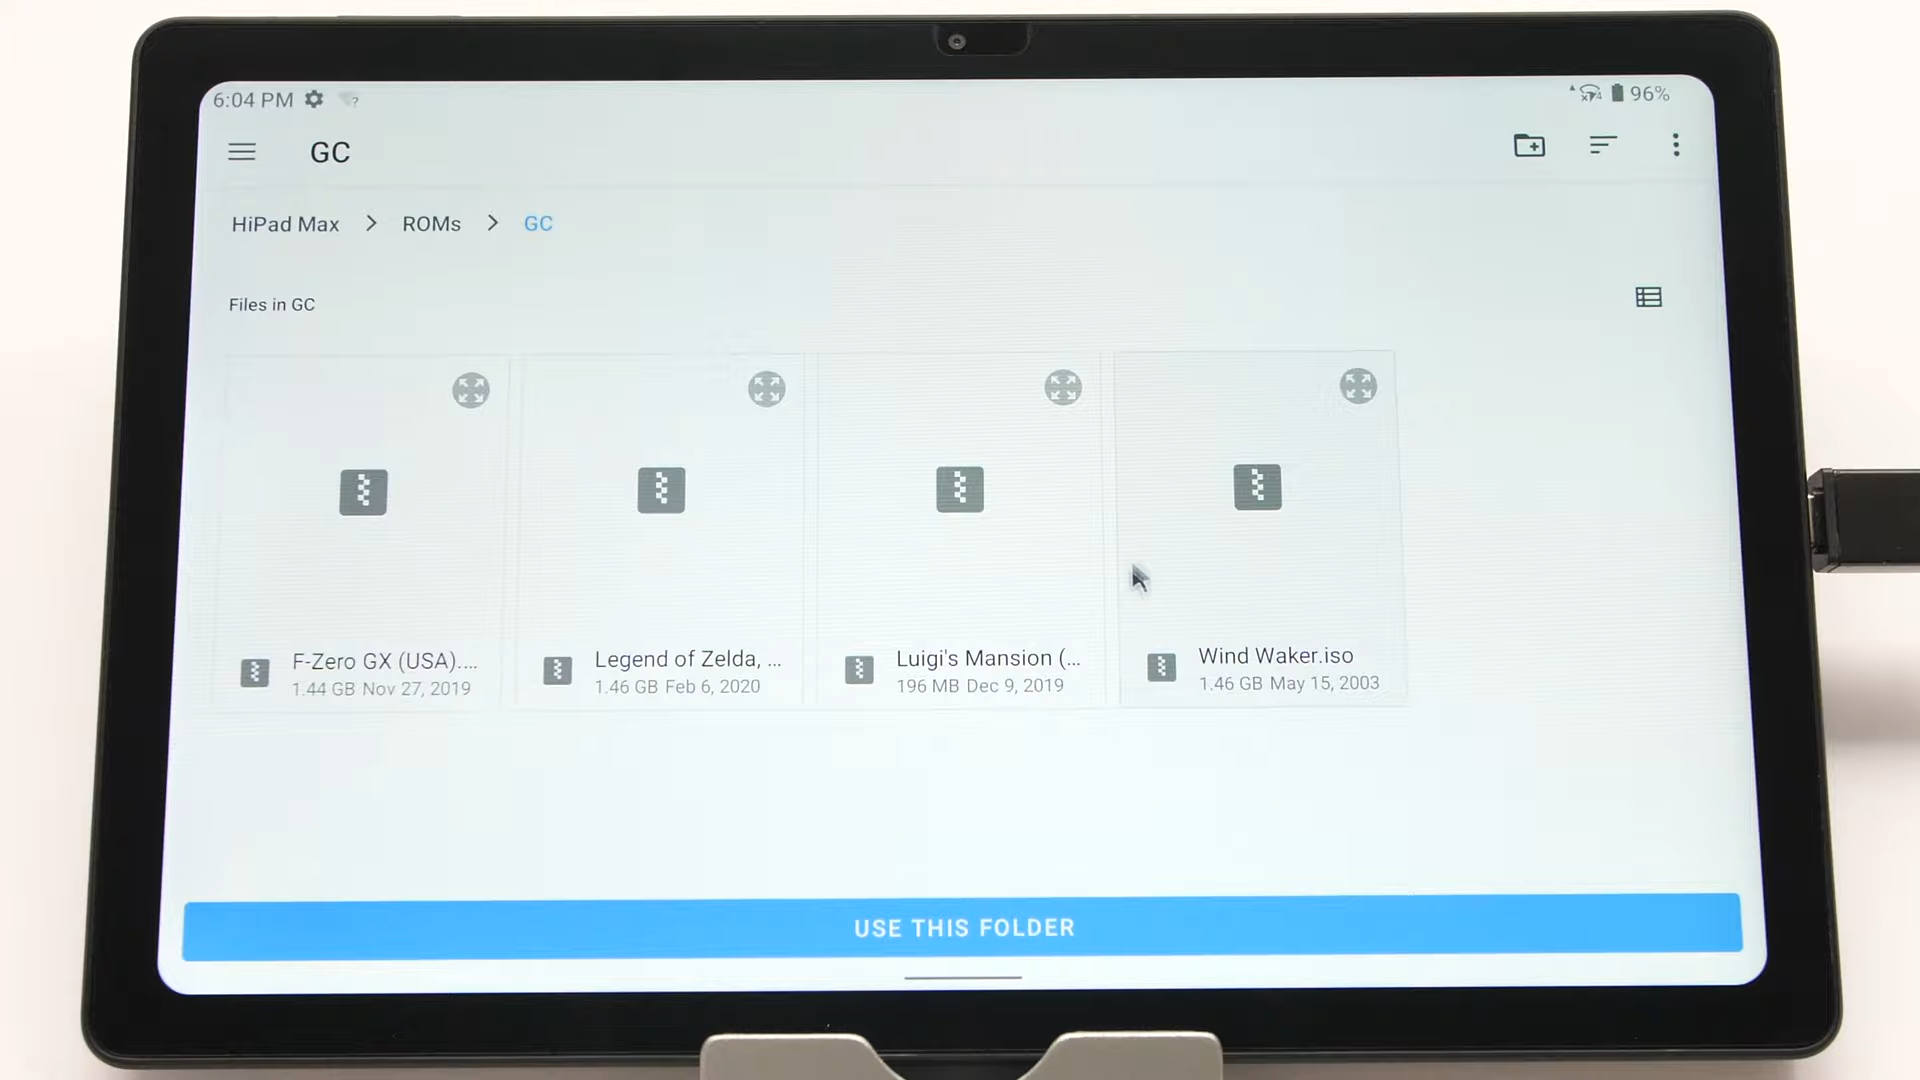 6:04 PM
96%
GC
HiPad Max > ROMs > GC
Files in GC
F-Zero GX (USA)....
1.44 GB Nov 27, 2019
Legend of Zelda, ...
1.46 GB Feb 6, 2020
Luigi's Mansion (...
196 MB Dec 9, 2019
Wind Waker.iso
1.46 GB May 15, 2003
USE THIS FOLDER